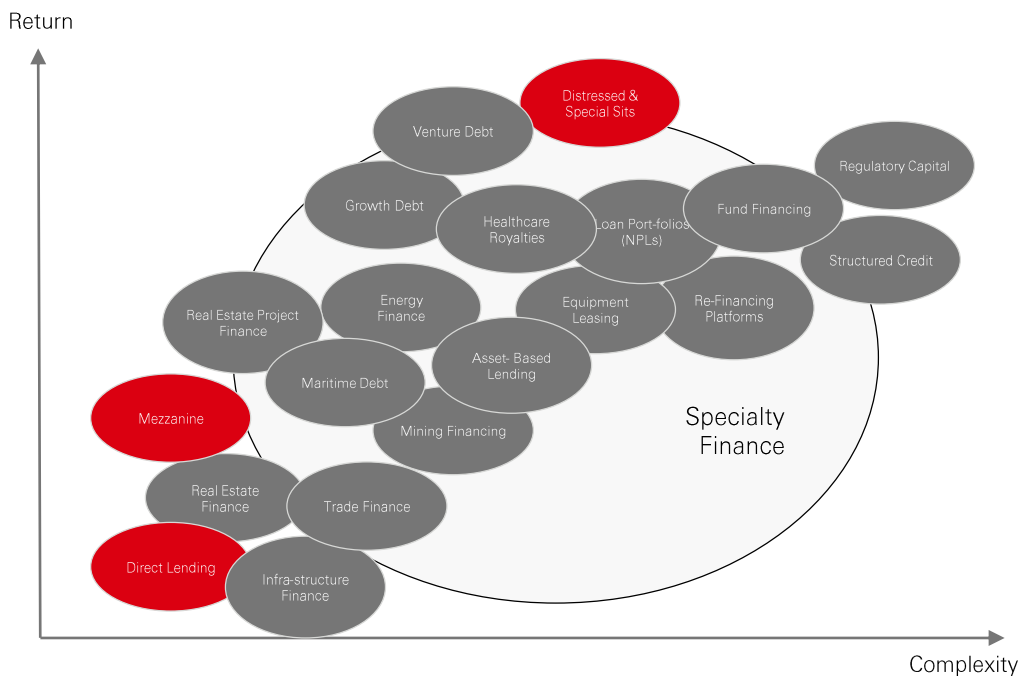 Return
Distressed &
Special Sits
Venture Debt
Regulatory Capital
Growth Debt
Healthcare
Royalties
Loan Port-folios
(NPLs)
Fund Financing
Structured Credit
Real Estate Project
Finance
Energy
Finance
Equipment
Leasing
Re-Financing
Platforms
Maritime Debt
Asset- Based
Lending
Mezzanine
Mining Financing
Specialty
Finance
Real Estate
Finance
Trade Finance
Direct Lending
Infra-structure
Finance
Complexity